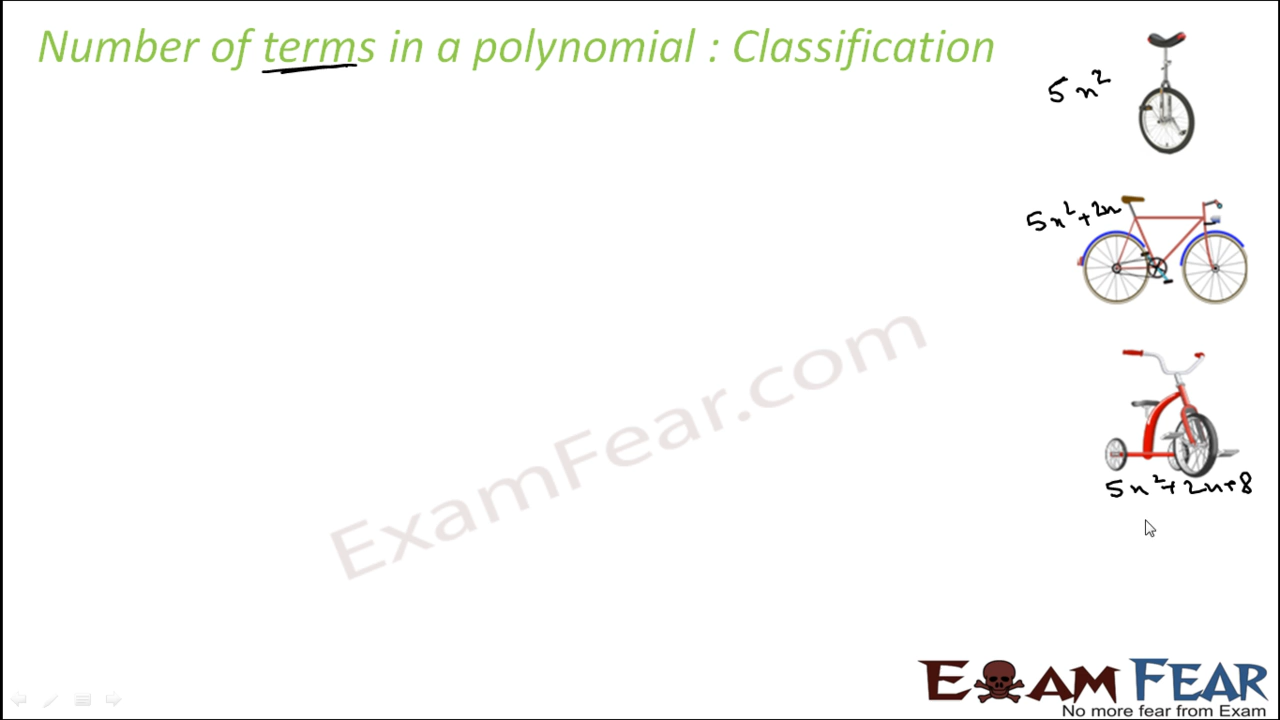 Number of terms in a polynomial : Classification
5x²
5x²+2x
5x²+2x+8
ExamFear.com
EXAM FEAR
No more fear from Exam